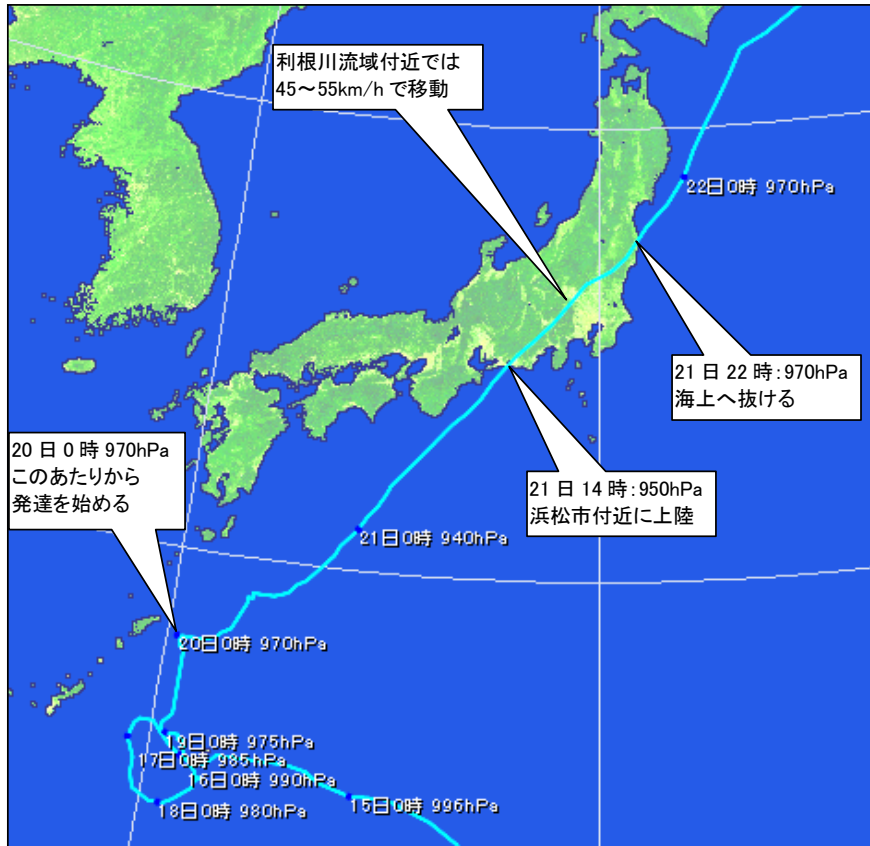 利根川流域付近では
45～55km/h で移動
22日0時 970hPa
21 日 22 時：970hPa
海上へ抜ける
20 日 0 時 970hPa
このあたりから
発達を始める
21 日 14 時：950hPa
浜松市付近に上陸
21日0時 940hPa
20日0時 970hPa
19日0時 975hPa
17日0時 985hPa
16日0時 990hPa
18日0時 980hPa
15日0時 996hPa